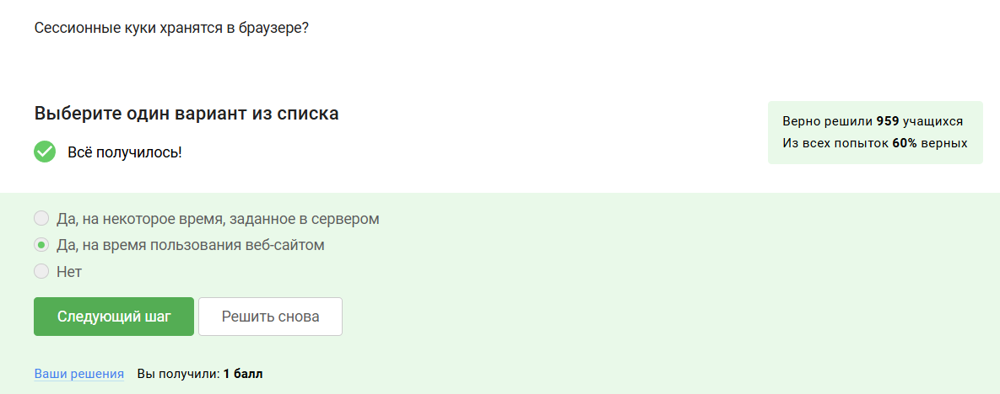 Сессионные куки хранятся в браузере?
Выберите один вариант из списка
Всё получилось!
Верно решили 959 учащихся
Из всех попыток 60% верных
Да, на некоторое время, заданное в сервером
Да, на время пользования веб-сайтом
Нет
Следующий шаг
Решить снова
Ваши решения Вы получили: 1 балл